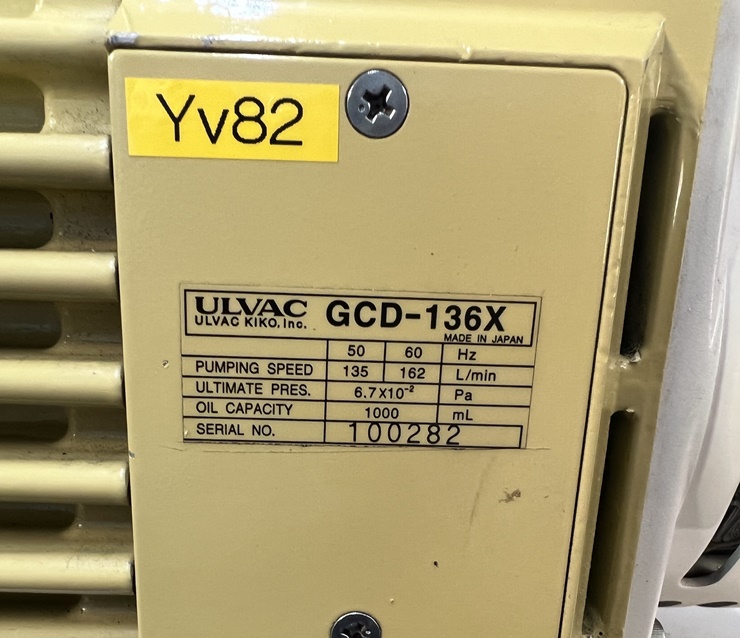 Yv82
ULVAC GCD-136X
ULVAC KIKO. Inc.
MADE IN JAPAN
50 60 Hz
PUMPING SPEED 135 162 L/min
ULTIMATE PRES. 6.7X10⁻² Pa
OIL CAPACITY 1000 mL
SERIAL NO. 100282